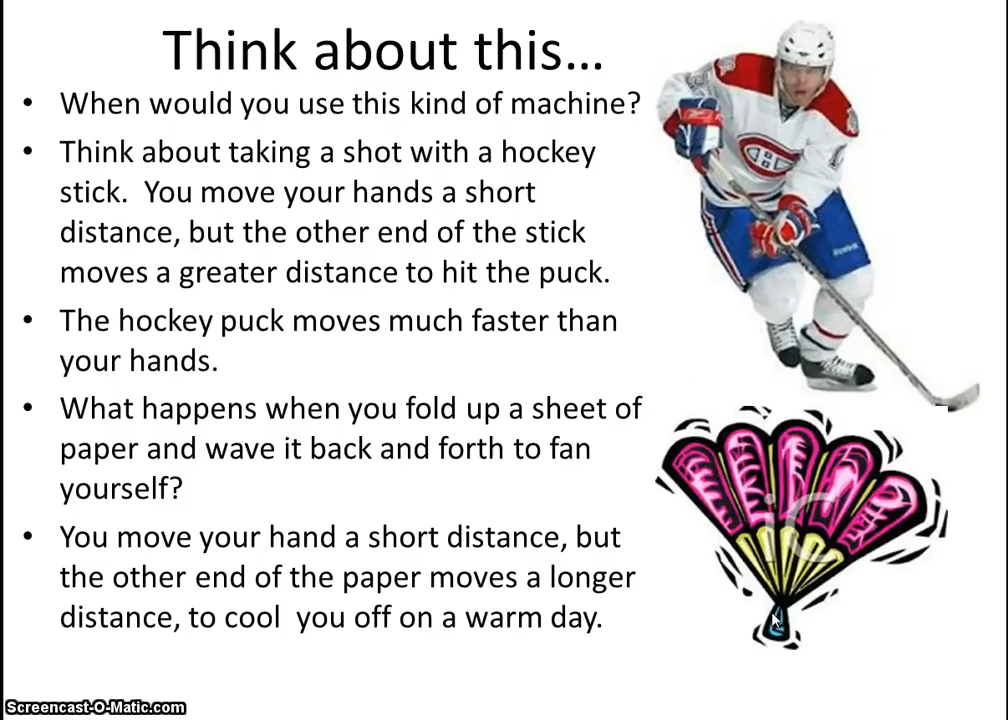 Think about this...
• When would you use this kind of machine?
• Think about taking a shot with a hockey
stick.  You move your hands a short
distance, but the other end of the stick
moves a greater distance to hit the puck.
• The hockey puck moves much faster than
your hands.
• What happens when you fold up a sheet of
paper and wave it back and forth to fan
yourself?
• You move your hand a short distance, but
the other end of the paper moves a longer
distance, to cool  you off on a warm day.
Screencast-O-Matic.com